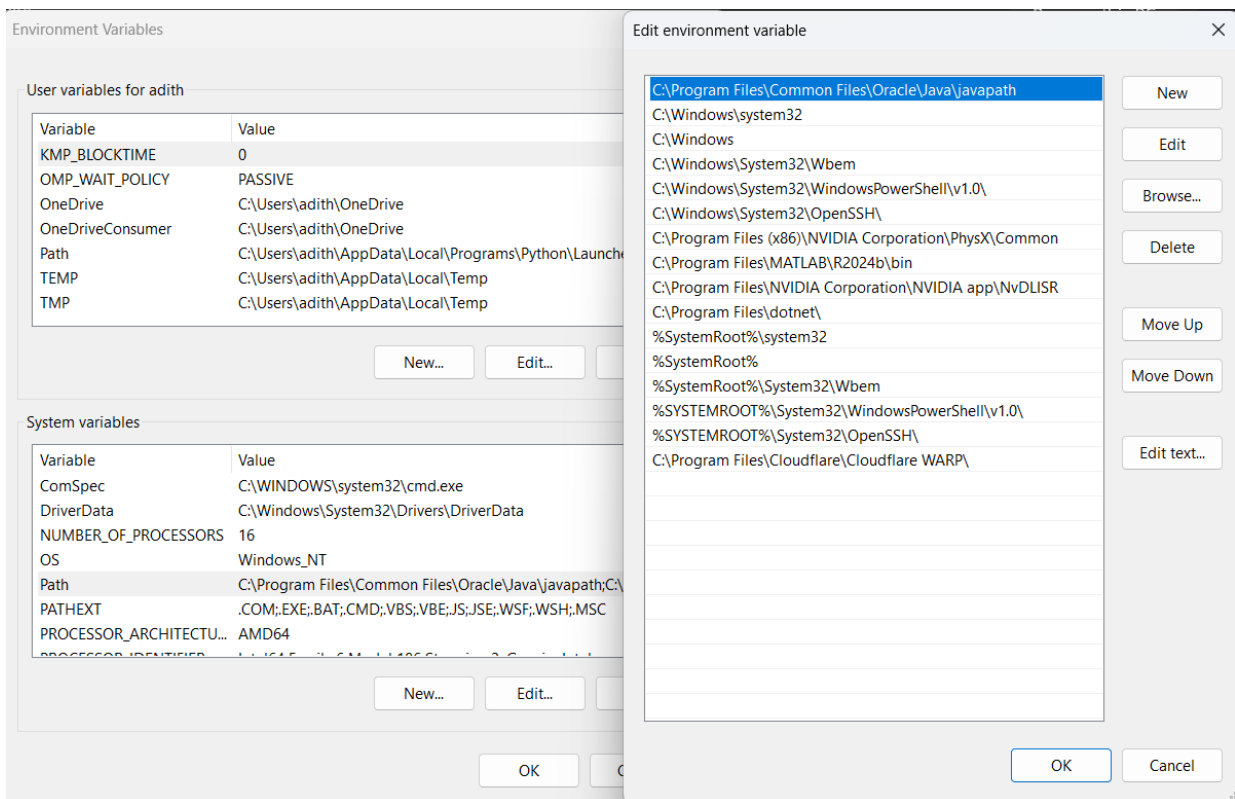 Environment Variables
User variables for adith
Variable Value
KMP_BLOCKTIME 0
OMP_WAIT_POLICY PASSIVE
OneDrive C:\Users\adith\OneDrive
OneDriveConsumer C:\Users\adith\OneDrive
Path C:\Users\adith\AppData\Local\Programs\Python\Launche
TEMP C:\Users\adith\AppData\Local\Temp
TMP C:\Users\adith\AppData\Local\Temp
New... Edit...
System variables
Variable Value
ComSpec C:\WINDOWS\system32\cmd.exe
DriverData C:\Windows\System32\Drivers\DriverData
NUMBER_OF_PROCESSORS 16
OS Windows_NT
Path C:\Program Files\Common Files\Oracle\Java\javapath;C:\
PATHEXT .COM;.EXE;.BAT;.CMD;.VBS;.VBE;.JS;.JSE;.WSF;.WSH;.MSC
PROCESSOR_ARCHITECTU... AMD64
New... Edit...
OK
Edit environment variable
C:\Program Files\Common Files\Oracle\Java\javapath
C:\Windows\system32
C:\Windows
C:\Windows\System32\Wbem
C:\Windows\System32\WindowsPowerShell\v1.0\
C:\Windows\System32\OpenSSH\
C:\Program Files (x86)\NVIDIA Corporation\PhysX\Common
C:\Program Files\MATLAB\R2024b\bin
C:\Program Files\NVIDIA Corporation\NVIDIA app\NvDLISR
C:\Program Files\dotnet\
%SystemRoot%\system32
%SystemRoot%
%SystemRoot%\System32\Wbem
%SYSTEMROOT%\System32\WindowsPowerShell\v1.0\
%SYSTEMROOT%\System32\OpenSSH\
C:\Program Files\Cloudflare\Cloudflare WARP\
New
Edit
Browse...
Delete
Move Up
Move Down
Edit text...
OK Cancel